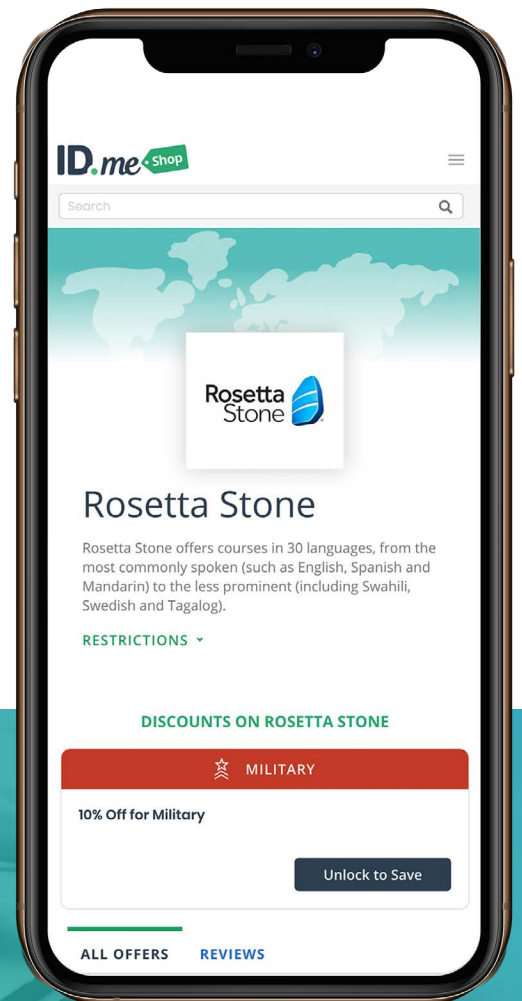 ID.me Shop
Search
Rosetta
Stone
Rosetta Stone
Rosetta Stone offers courses in 30 languages, from the
most commonly spoken (such as English, Spanish and
Mandarin) to the less prominent (including Swahili,
Swedish and Tagalog).
RESTRICTIONS
DISCOUNTS ON ROSETTA STONE
MILITARY
10% Off for Military
Unlock to Save
ALL OFFERS REVIEWS